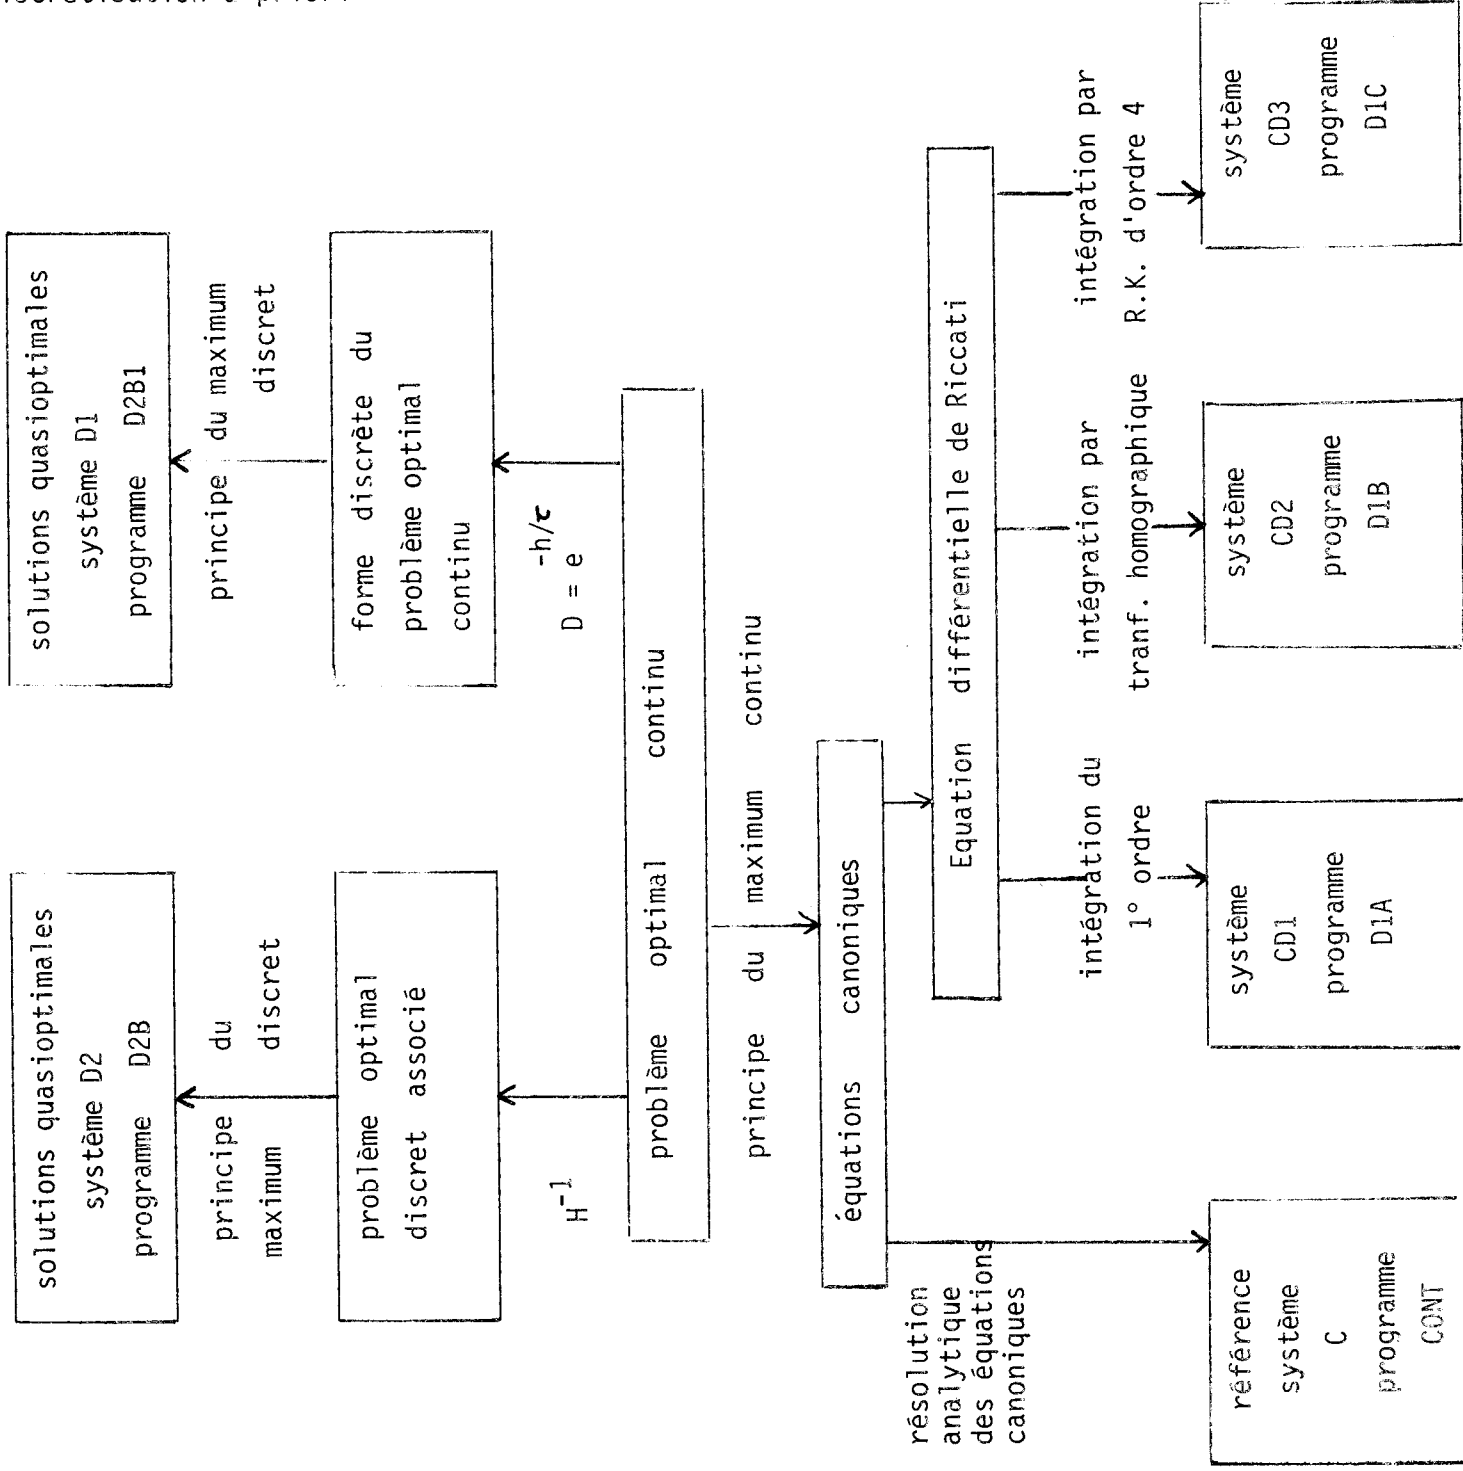 solutions quasioptimales
système D2
programme D2B
principe du
maximum discret
problème optimal
discret associé
H⁻¹
solutions quasioptimales
système D1
programme D2B1
principe du maximum
discret
forme discrète du
problème optimal
continu
D = e -h/τ
problème optimal continu
principe du maximum continu
équations canoniques
Equation différentielle de Riccati
résolution
analytique
des équations
canoniques
intégration du
1° ordre
intégration par
tranf. homographique
intégration par
R.K. d'ordre 4
référence
système
C
programme
CONT
système
CD1
programme
D1A
système
CD2
programme
D1B
système
CD3
programme
D1C